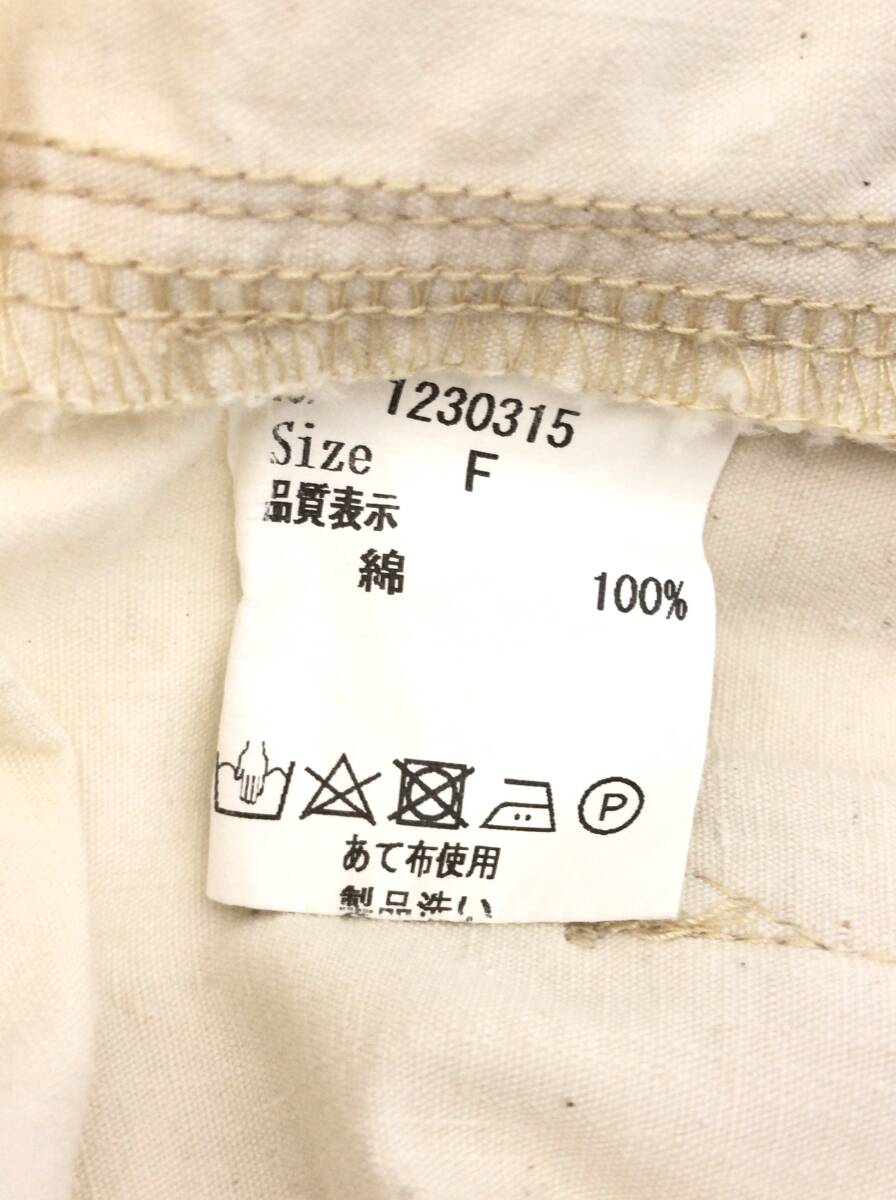 1230315
Size F
品質表示
綿 100%
P
あて布使用
製品洗い